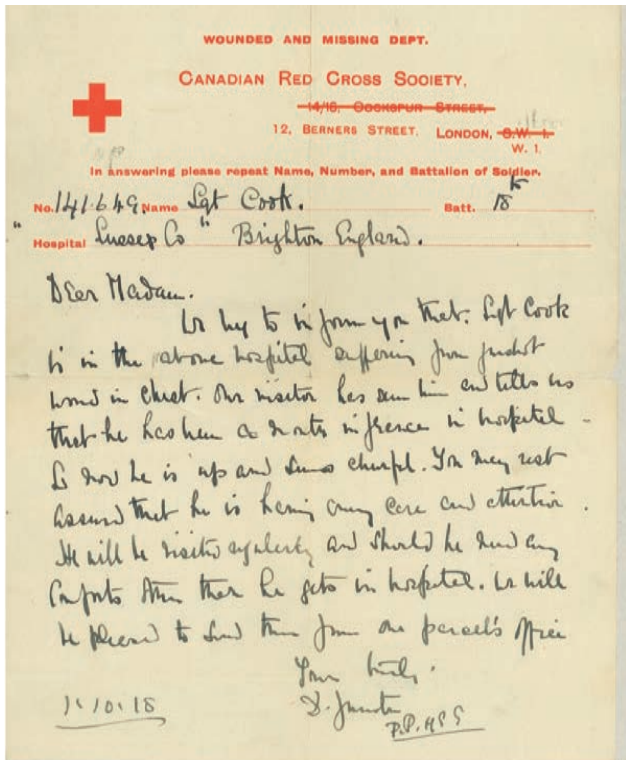 WOUNDED AND MISSING DEPT.
CANADIAN RED CROSS SOCIETY,
14/16, COCKSPUR STREET,
12, BERNERS STREET, LONDON, S.W. 1.
W. 1.
In answering please repeat Name, Number, and Battalion of Soldier.
No. 141.649 Name Sgt Cook. Batt. 18th
Hospital "Sussex Co" Brighton England.
Dear Madam.
We beg to inform you that. Sgt Cook
is in the above hospital suffering from gunshot
wound in chest. Our visitor has seen him and tells us
that he has been a month in France in hospital -
& now he is up and seems cheerful. You may rest
assured that he is having every care and attention.
He will be visited regularly and should he need any
comforts other than he gets in hospital. We will
be pleased to send them from our parcels office
Yours truly.
D.
11.10.18
P.P.